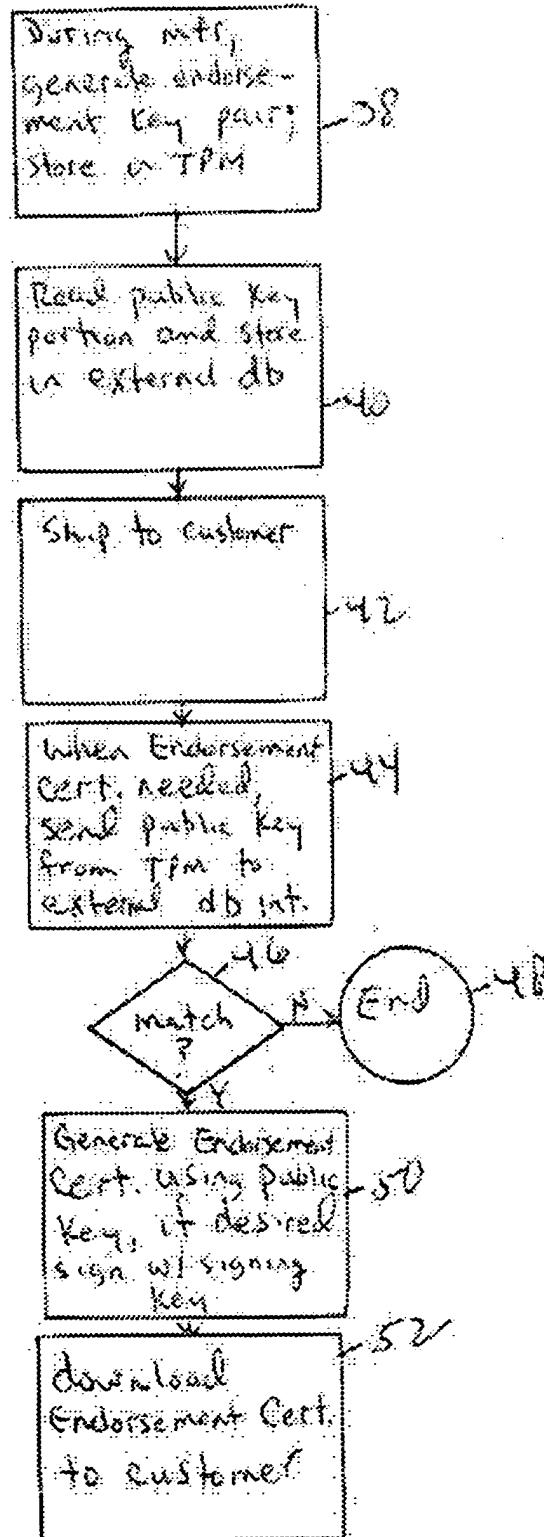 During mfr,
generate endorse-
ment key pair;
store in TPM
38
Read public key
portion and store
in external db
40
Ship to customer
42
When Endorsement
Cert. needed,
send public key
from TPM to
external db int.
44
46
Match
?
N
End
48
Y
Generate Endorsement
Cert. using public
key, if desired
sign w/ signing
key
50
download
Endorsement Cert.
to customer
52